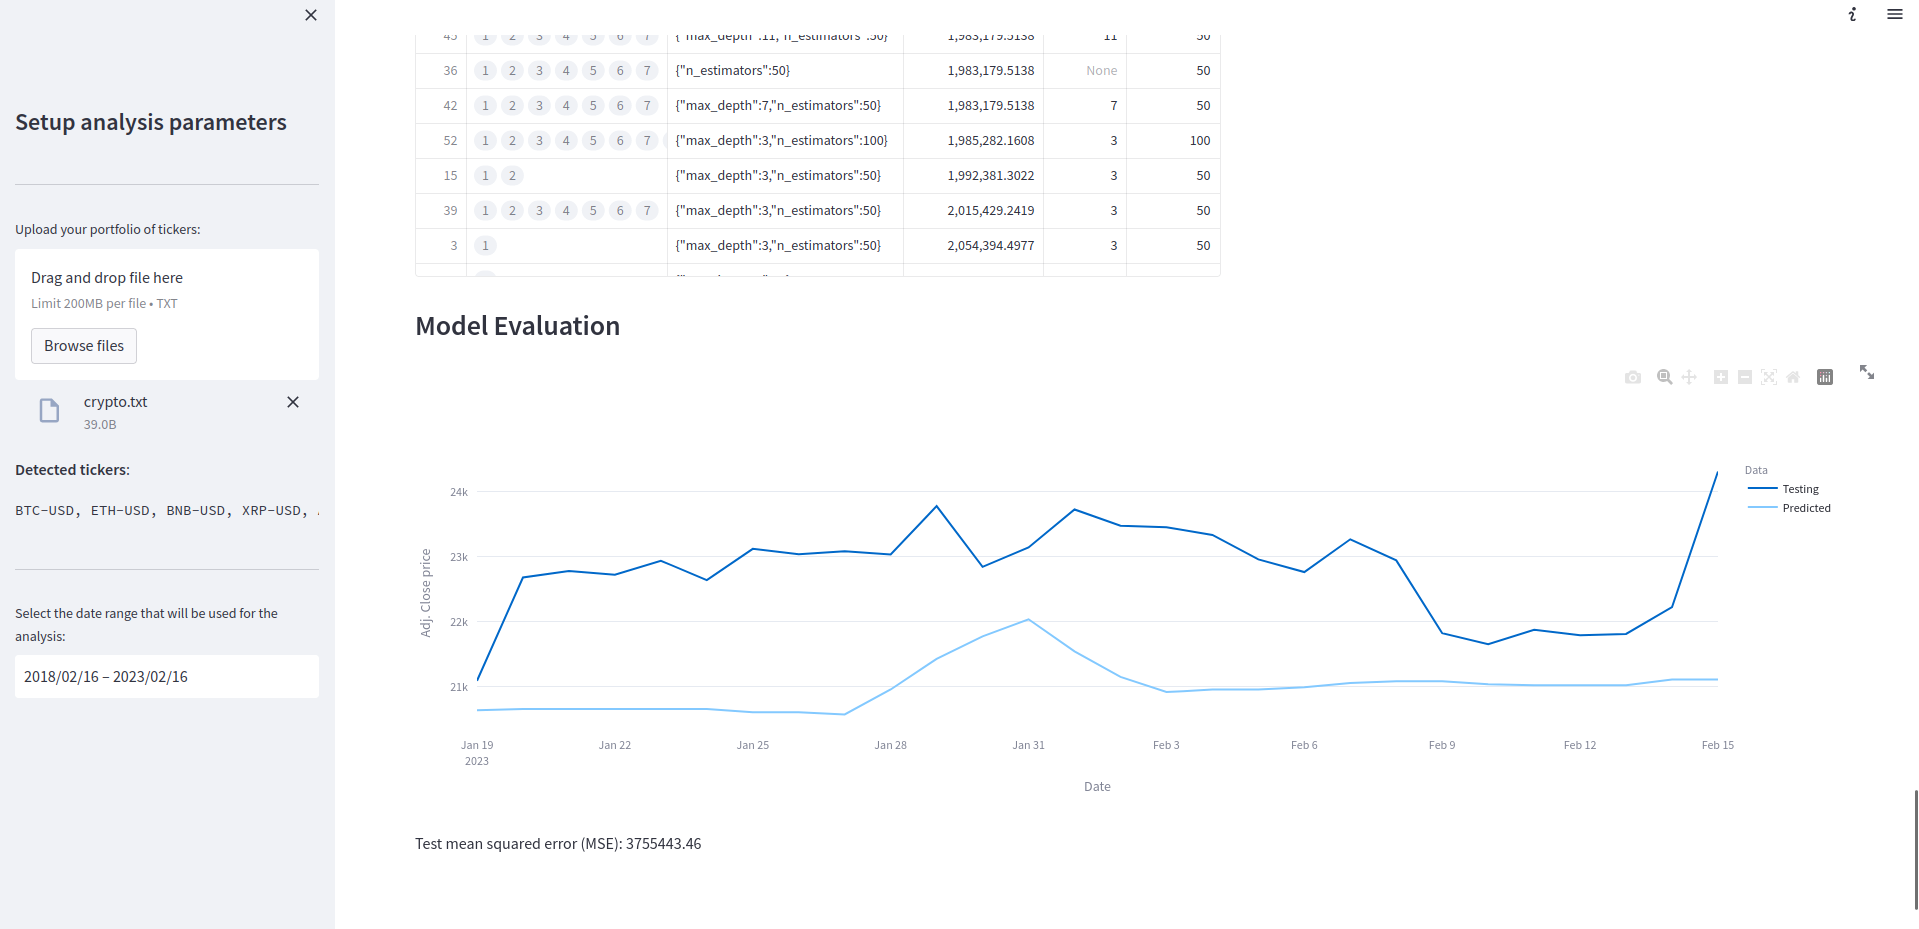 Setup analysis parameters
Upload your portfolio of tickers:
Drag and drop file here
Limit 200MB per file • TXT
Browse files
crypto.txt
39.0B
Detected tickers:
BTC-USD, ETH-USD, BNB-USD, XRP-USD,
Select the date range that will be used for the
analysis:
2018/02/16 – 2023/02/16
45 1 2 3 4 5 6 7 {"max_depth":11,"n_estimators":50} 1,983,179.5138 11 50
36 1 2 3 4 5 6 7 {"n_estimators":50} 1,983,179.5138 None 50
42 1 2 3 4 5 6 7 {"max_depth":7,"n_estimators":50} 1,983,179.5138 7 50
52 1 2 3 4 5 6 7 {"max_depth":3,"n_estimators":100} 1,985,282.1608 3 100
15 1 2 {"max_depth":3,"n_estimators":50} 1,992,381.3022 3 50
39 1 2 3 4 5 6 7 {"max_depth":3,"n_estimators":50} 2,015,429.2419 3 50
3 1 {"max_depth":3,"n_estimators":50} 2,054,394.4977 3 50
Model Evaluation
Data
Testing
Predicted
Adj. Close price
24k
23k
22k
21k
Jan 19 Jan 22 Jan 25 Jan 28 Jan 31 Feb 3 Feb 6 Feb 9 Feb 12 Feb 15
2023
Date
Test mean squared error (MSE): 3755443.46